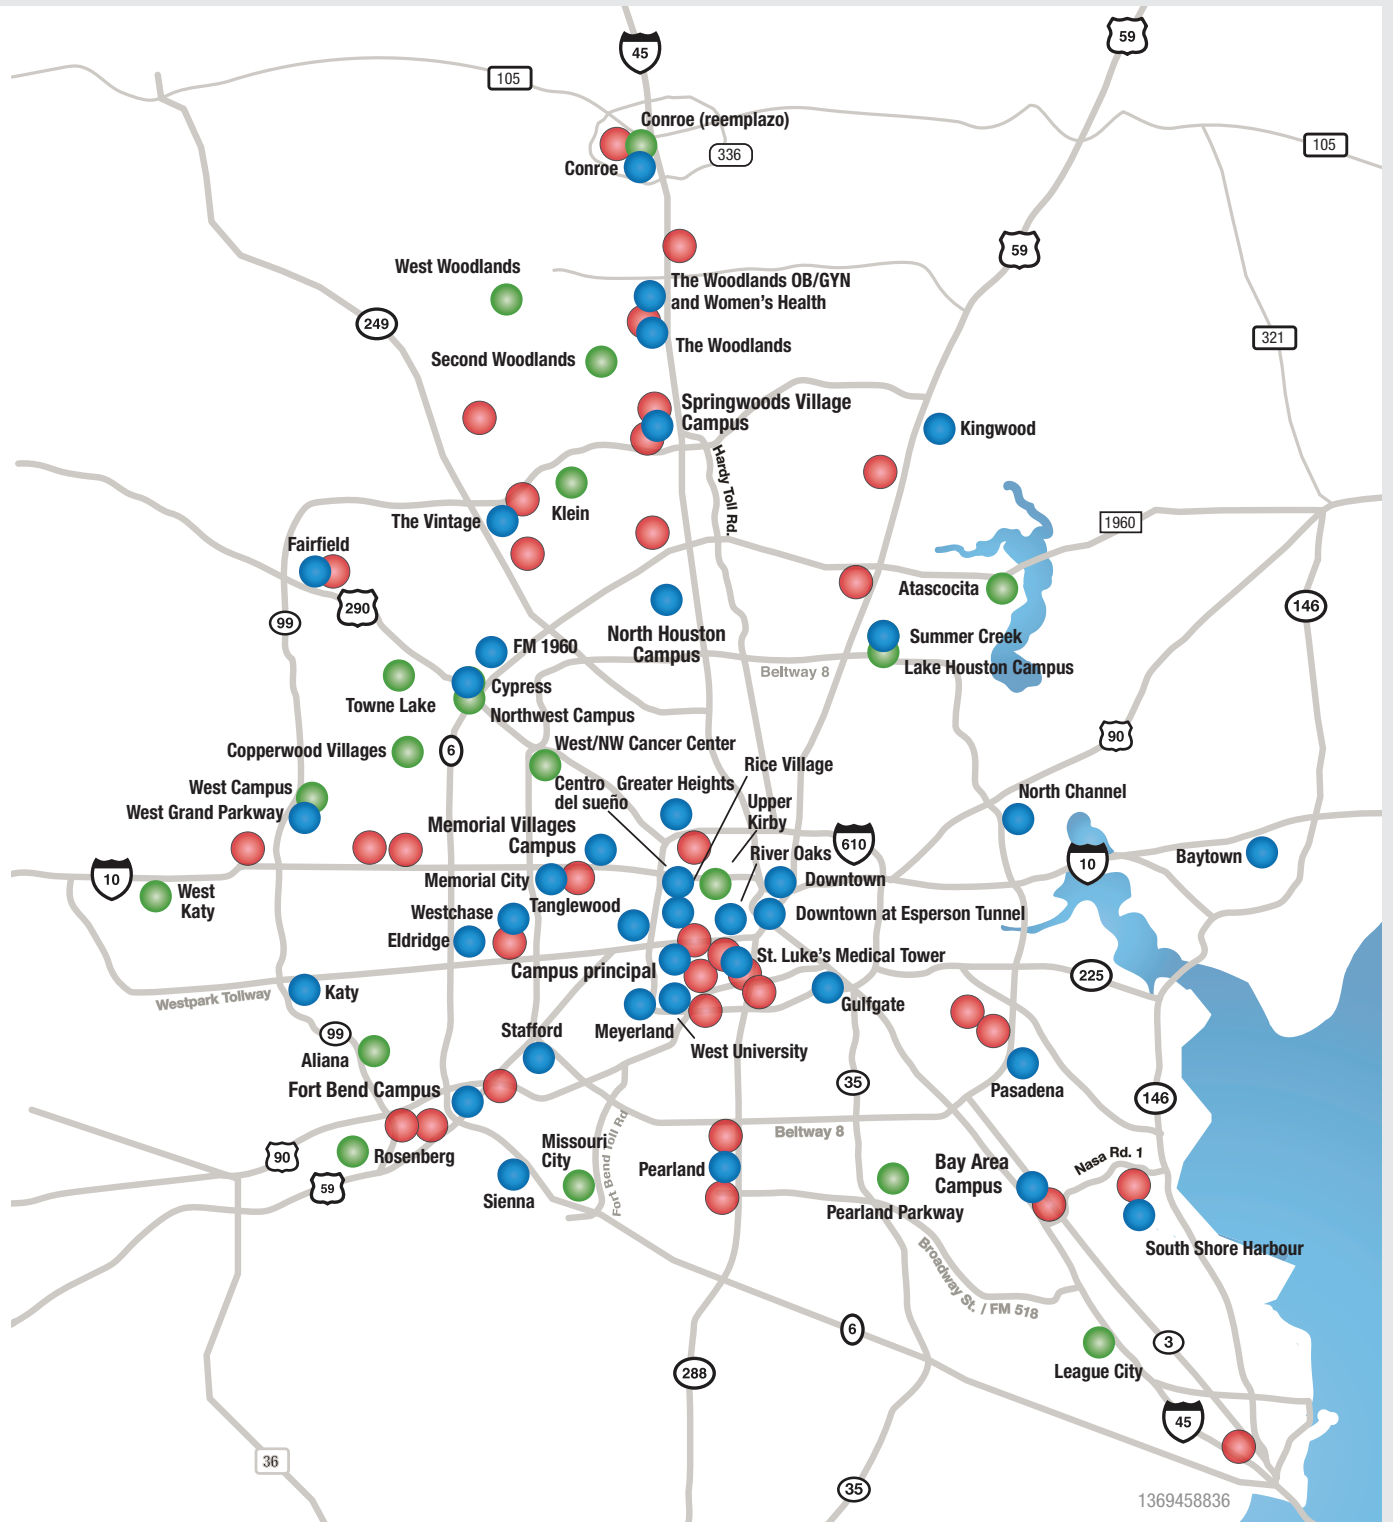 59
45
105
Conroe (reemplazo)
336
105
Conroe
59
West Woodlands
The Woodlands OB/GYN
and Women's Health
249
321
The Woodlands
Second Woodlands
Springwoods Village
Campus
Kingwood
Hardy Toll Rd.
Klein
The Vintage
1960
Fairfield
Atascocita
290
99
146
North Houston
Campus
Summer Creek
FM 1960
Lake Houston Campus
Beltway 8
Cypress
Towne Lake
Northwest Campus
90
6
West/NW Cancer Center
Copperwood Villages
Rice Village
Centro
del sueño
Greater Heights
West Campus
North Channel
West Grand Parkway
Upper
Kirby
Memorial Villages
Campus
610
River Oaks
Baytown
10
10
Memorial City
Downtown
West
Katy
Tanglewood
Westchase
Downtown at Esperson Tunnel
Eldridge
St. Luke's Medical Tower
Campus principal
225
Westpark Tollway
Katy
Gulfgate
99
Stafford
Meyerland
West University
Aliana
35
Fort Bend Campus
Pasadena
146
Fort Bend Toll Rd
Beltway 8
90
Missouri
City
Rosenberg
Nasa Rd. 1
Pearland
Bay Area
Campus
59
Sienna
Pearland Parkway
South Shore Harbour
Broadway St. / FM 518
6
3
288
League City
45
36
35
1369458836